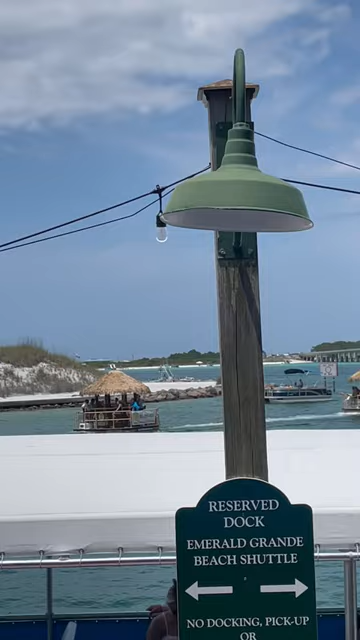 RESERVED
DOCK
EMERALD GRANDE
BEACH SHUTTLE
NO DOCKING, PICK-UP
OR